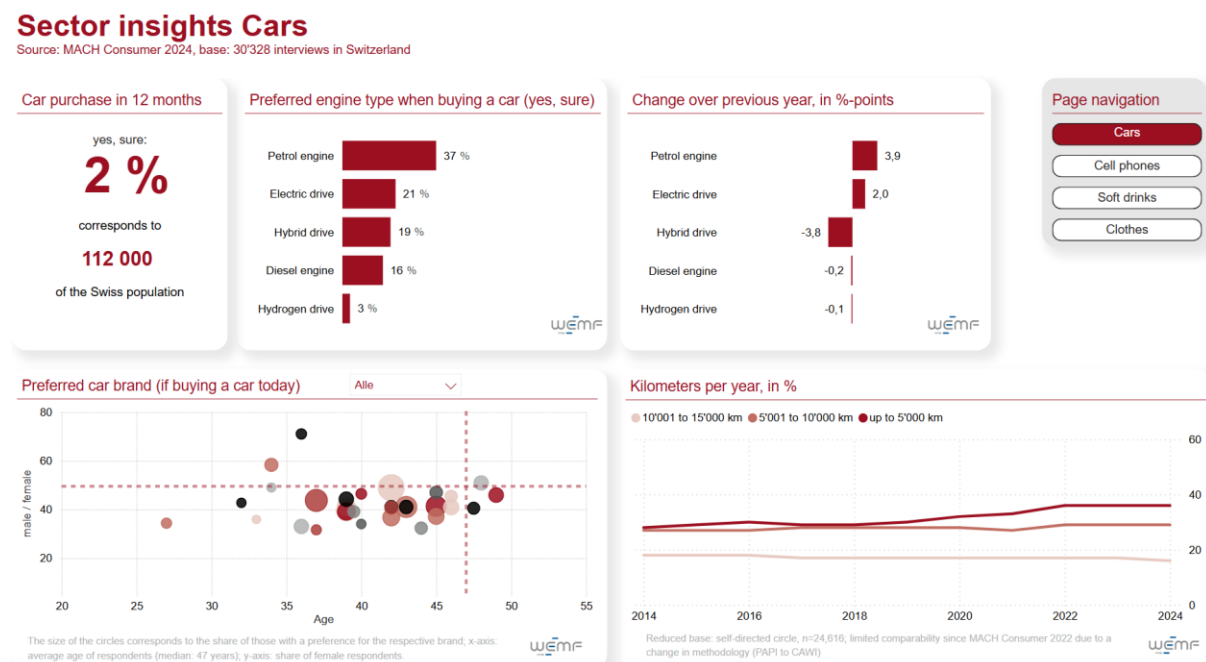 Sector insights Cars
Source: MACH Consumer 2024, base: 30'328 interviews in Switzerland
Car purchase in 12 months
yes, sure:
2 %
corresponds to
112 000
of the Swiss population
Preferred engine type when buying a car (yes, sure)
Petrol engine 37 %
Electric drive 21 %
Hybrid drive 19 %
Diesel engine 16 %
Hydrogen drive 3 %
wemf
Change over previous year, in %-points
Petrol engine 3,9
Electric drive 2,0
Hybrid drive -3,8
Diesel engine -0,2
Hydrogen drive -0,1
wemf
Page navigation
Cars
Cell phones
Soft drinks
Clothes
Preferred car brand (if buying a car today) Alle
80
60
40
20
male / female
20 25 30 35 40 45 50 55
Age
The size of the circles corresponds to the share of those with a preference for the respective brand; x-axis:
average age of respondents (median: 47 years); y-axis: share of female respondents.
wemf
Kilometers per year, in %
10'001 to 15'000 km 5'001 to 10'000 km up to 5'000 km
60
40
20
0
2014 2016 2018 2020 2022 2024
Reduced base: self-directed circle, n=24,616; limited comparability since MACH Consumer 2022 due to a
change in methodology (PAPI to CAWI)
wemf